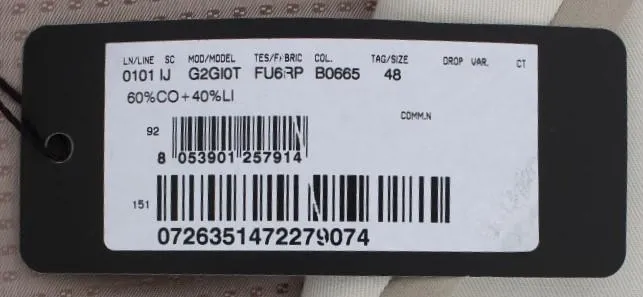 LN/LINE SC MOD/MODEL TES/FABRIC COL. TAG/SIZE DROP VAR. CT
0101 IJ G2GI0T FU6RP B0665 48
60%CO+40%LI
COMM.N
92
8 053901 257914
151
0726351472279074